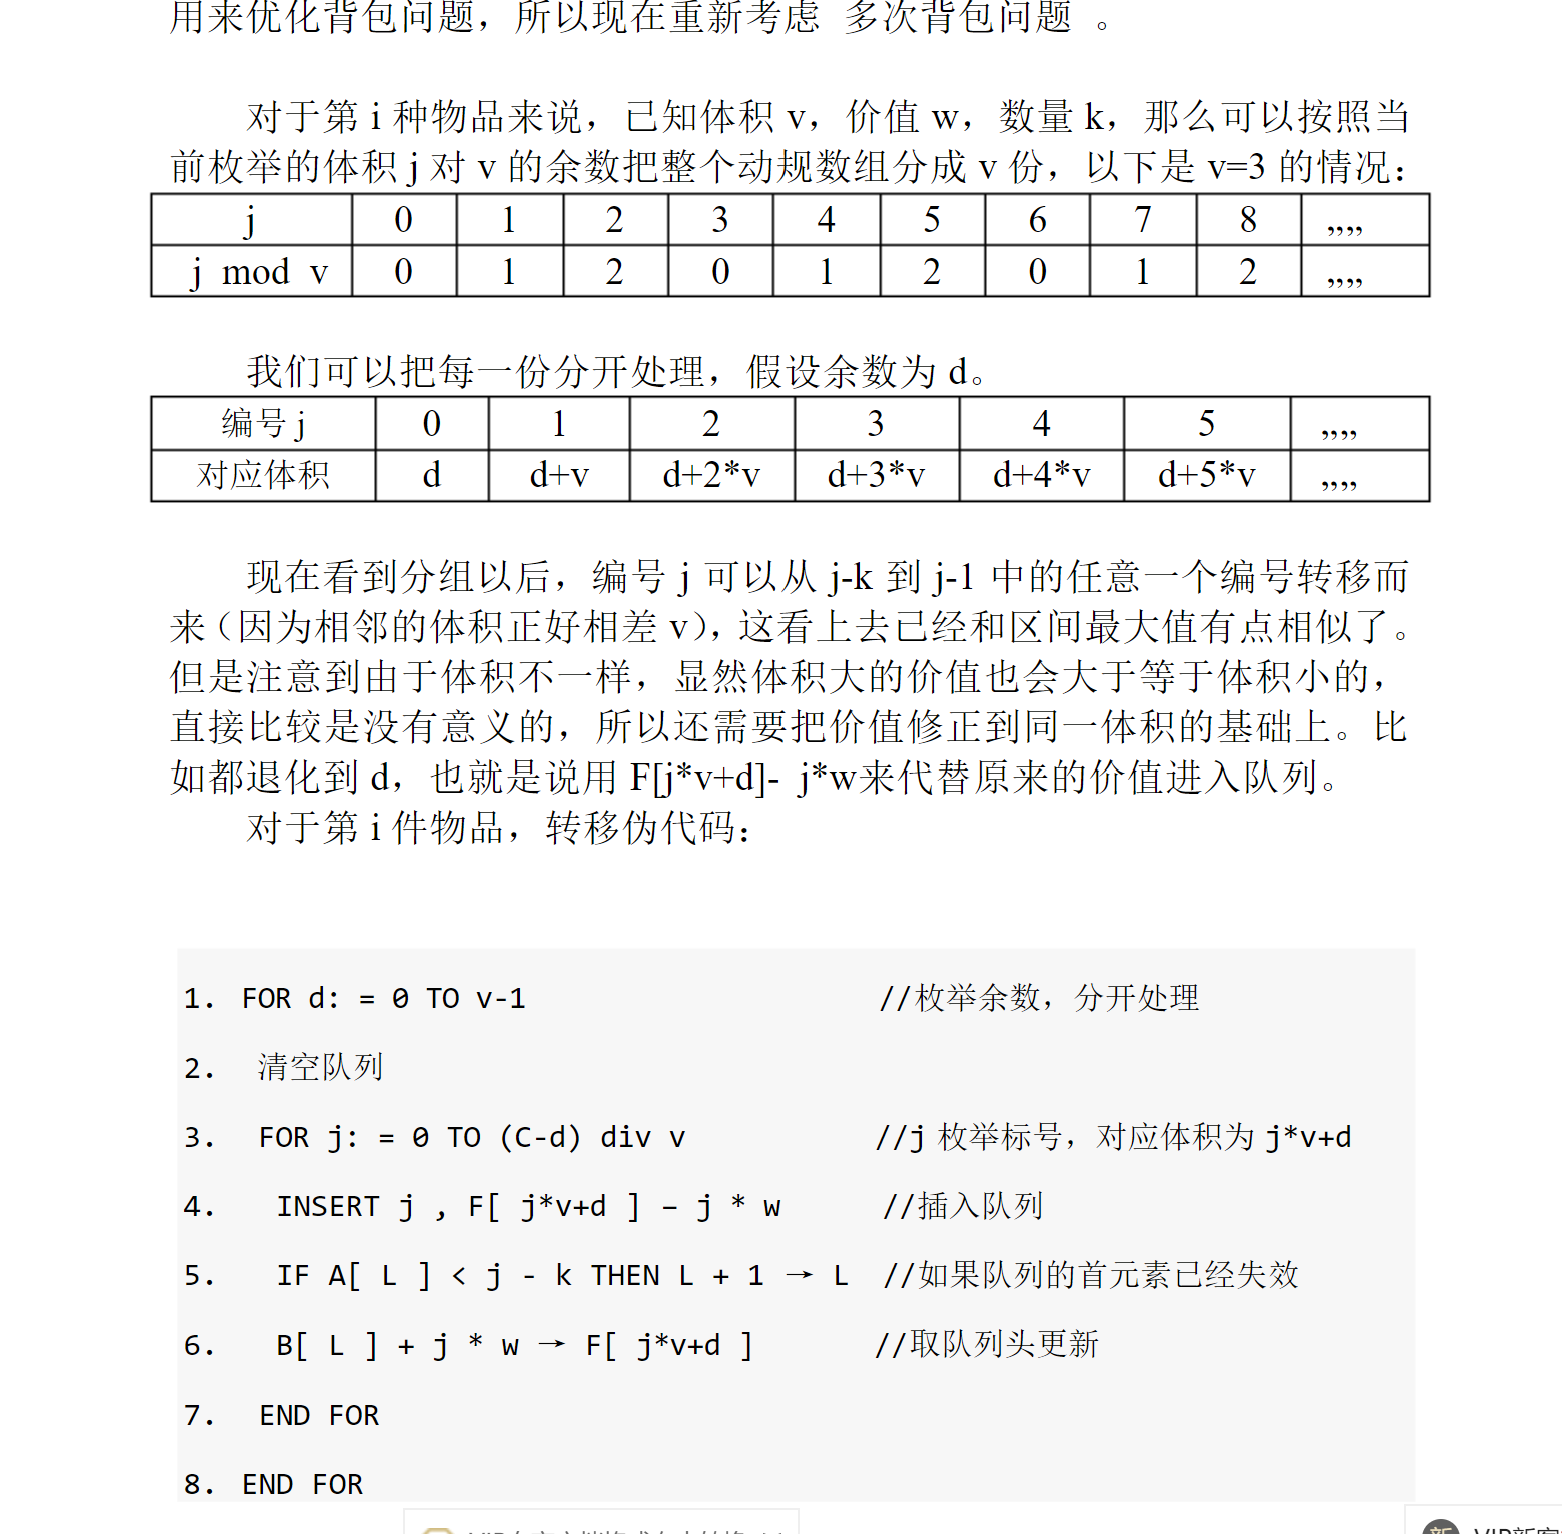 用来优化背包问题，所以现在重新考虑 多次背包问题 。
对于第 i 种物品来说，已知体积 v，价值 w，数量 k，那么可以按照当
前枚举的体积 j 对 v 的余数把整个动规数组分成 v 份，以下是 v=3 的情况：
j 0 1 2 3 4 5 6 7 8 „„
j mod v 0 1 2 0 1 2 0 1 2 „„
我们可以把每一份分开处理，假设余数为 d。
编号 j 0 1 2 3 4 5 „„
对应体积 d d+v d+2*v d+3*v d+4*v d+5*v „„
现在看到分组以后，编号 j 可以从 j-k 到 j-1 中的任意一个编号转移而
来（因为相邻的体积正好相差 v），这看上去已经和区间最大值有点相似了。
但是注意到由于体积不一样，显然体积大的价值也会大于等于体积小的，
直接比较是没有意义的，所以还需要把价值修正到同一体积的基础上。比
如都退化到 d，也就是说用 F[j*v+d]- j*w来代替原来的价值进入队列。
对于第 i 件物品，转移伪代码：
1. FOR d: = 0 TO v-1 //枚举余数，分开处理
2. 清空队列
3. FOR j: = 0 TO (C-d) div v //j 枚举标号，对应体积为 j*v+d
4. INSERT j , F[ j*v+d ] – j * w //插入队列
5. IF A[ L ] < j - k THEN L + 1 → L //如果队列的首元素已经失效
6. B[ L ] + j * w → F[ j*v+d ] //取队列头更新
7. END FOR
8. END FOR